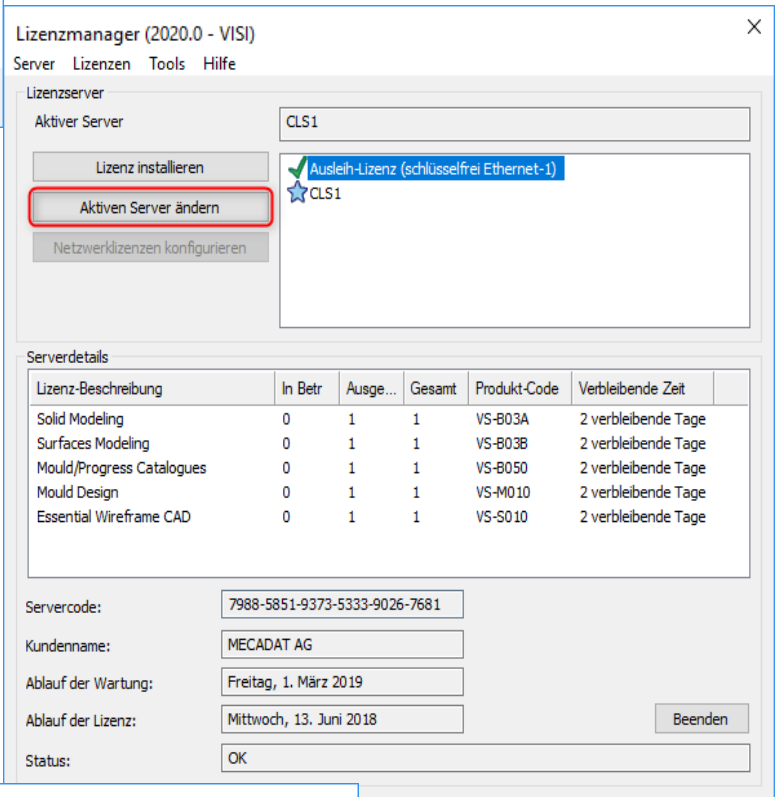 Lizenzmanager (2020.0 - VISI)
Server Lizenzen Tools Hilfe
Lizenzserver
Aktiver Server CLS1
Lizenz installieren
Aktiven Server ändern
Netzwerklizenzen konfigurieren
Ausleih-Lizenz (schlüsselfrei Ethernet-1)
CLS1
Serverdetails
Lizenz-Beschreibung In Betr Ausge... Gesamt Produkt-Code Verbleibende Zeit
Solid Modeling 0 1 1 VS-B03A 2 verbleibende Tage
Surfaces Modeling 0 1 1 VS-B03B 2 verbleibende Tage
Mould/Progress Catalogues 0 1 1 VS-B050 2 verbleibende Tage
Mould Design 0 1 1 VS-M010 2 verbleibende Tage
Essential Wireframe CAD 0 1 1 VS-S010 2 verbleibende Tage
Servercode: 7988-5851-9373-5333-9026-7681
Kundenname: MECADAT AG
Ablauf der Wartung: Freitag, 1. März 2019
Ablauf der Lizenz: Mittwoch, 13. Juni 2018
Beenden
Status: OK